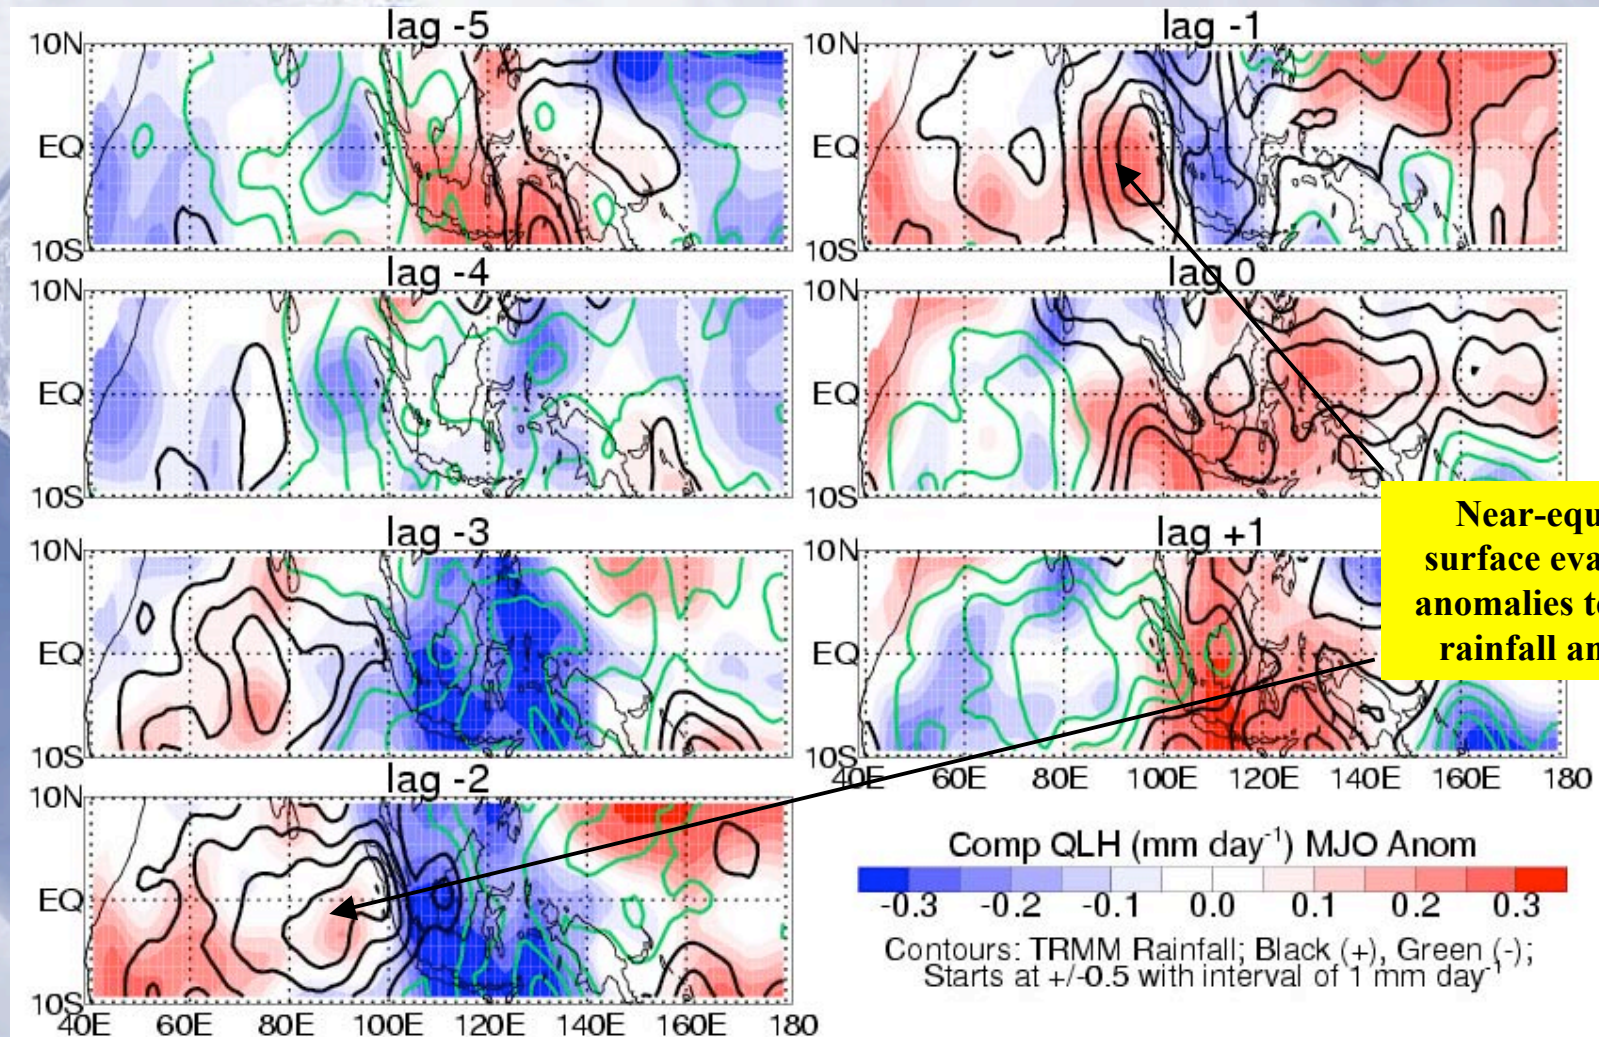 lag -5
10N
EQ
10S
lag -4
10N
EQ
10S
lag -3
10N
EQ
10S
lag -2
10N
EQ
10S
40E 60E 80E 100E 120E 140E 160E 180
lag -1
10N
EQ
10S
lag 0
10N
EQ
10S
lag +1
10N
EQ
10S
40E 60E 80E 100E 120E 140E 160E 180
surface
anomalies
rainfall
Comp QLH (mm day⁻¹) MJO Anom
-0.3 -0.2 -0.1 0.0 0.1 0.2 0.3
Contours: TRMM Rainfall; Black (+), Green (-);
Starts at +/-0.5 with interval of 1 mm day⁻¹